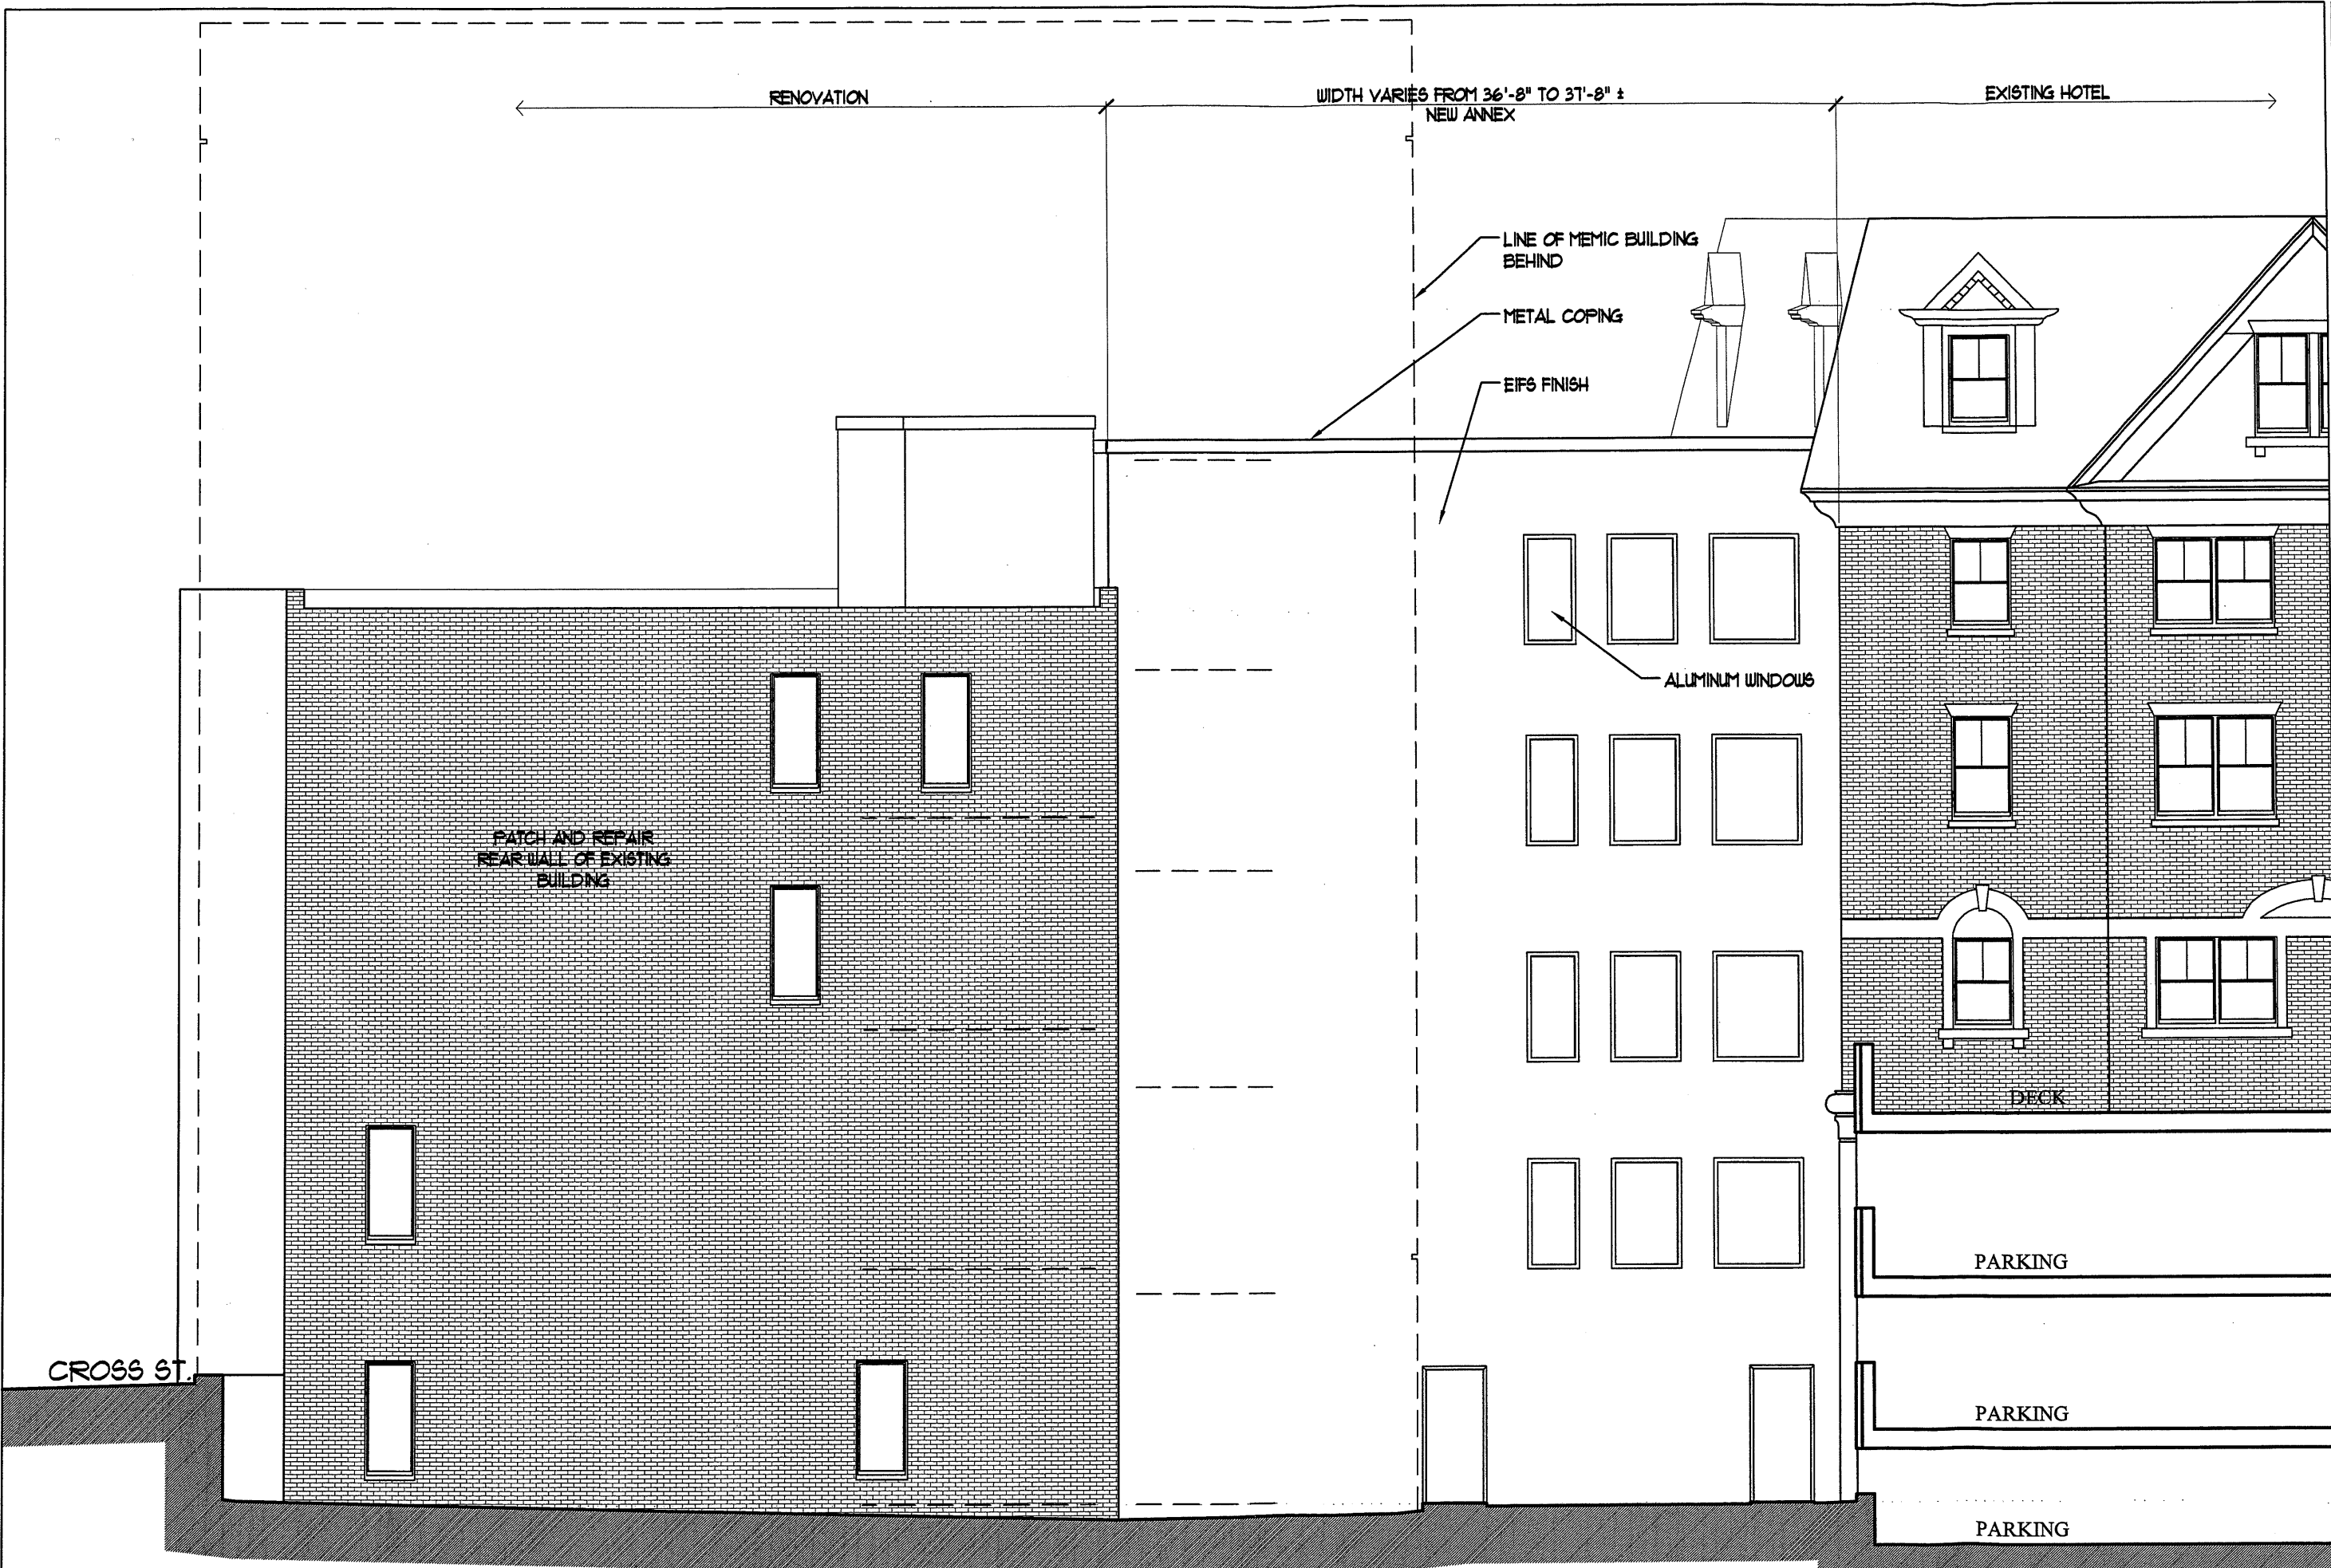 RENOVATION
WIDTH VARIES FROM 36'-8" TO 37'-8" ±
NEW ANNEX
EXISTING HOTEL
LINE OF MEMIC BUILDING
BEHIND
METAL COPING
EIFS FINISH
ALUMINUM WINDOWS
PATCH AND REPAIR
REAR WALL OF EXISTING
BUILDING
DECK
PARKING
CROSS ST.
PARKING
PARKING